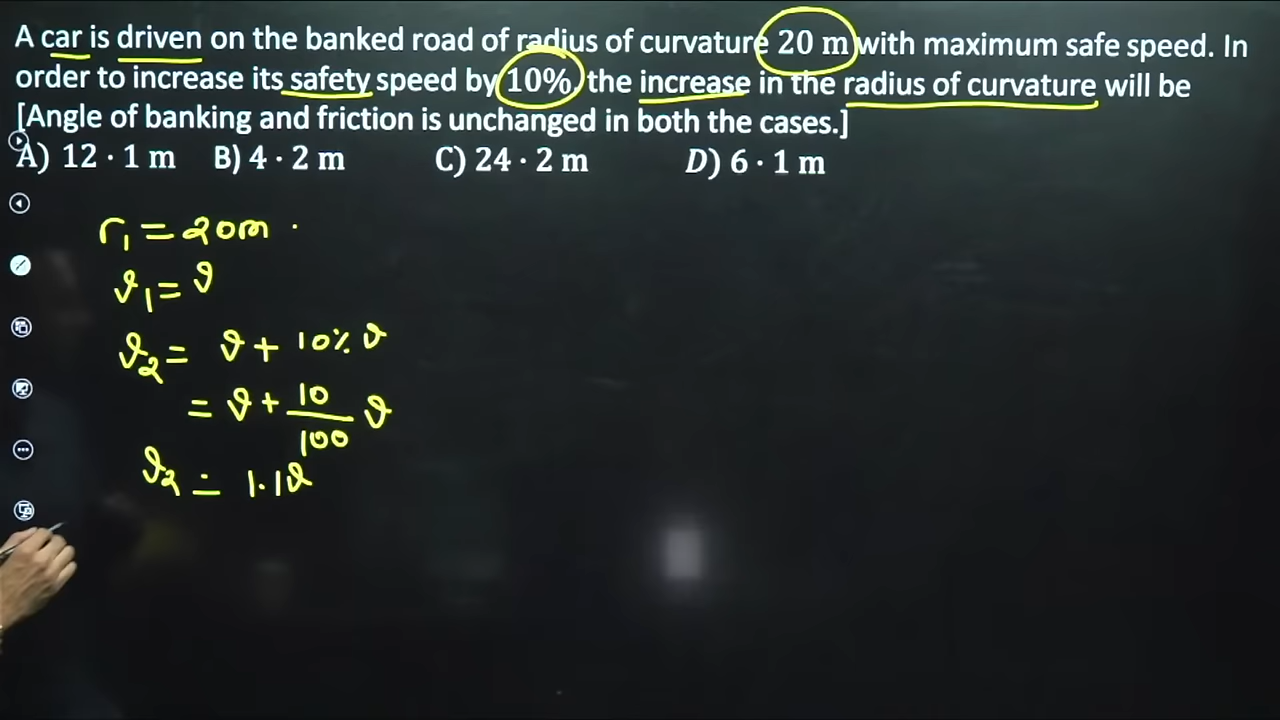 A car is driven on the banked road of radius of curvature 20 m with maximum safe speed. In
order to increase its safety speed by 10%, the increase in the radius of curvature will be
[Angle of banking and friction is unchanged in both the cases.]
A) 12 · 1 m B) 4 · 2 m C) 24 · 2 m D) 6 · 1 m
r₁ = 20m .
ϑ₁ = ϑ
ϑ₂ = ϑ + 10% ϑ
= ϑ + 10/100 ϑ
ϑ₂ = 1.1ϑ